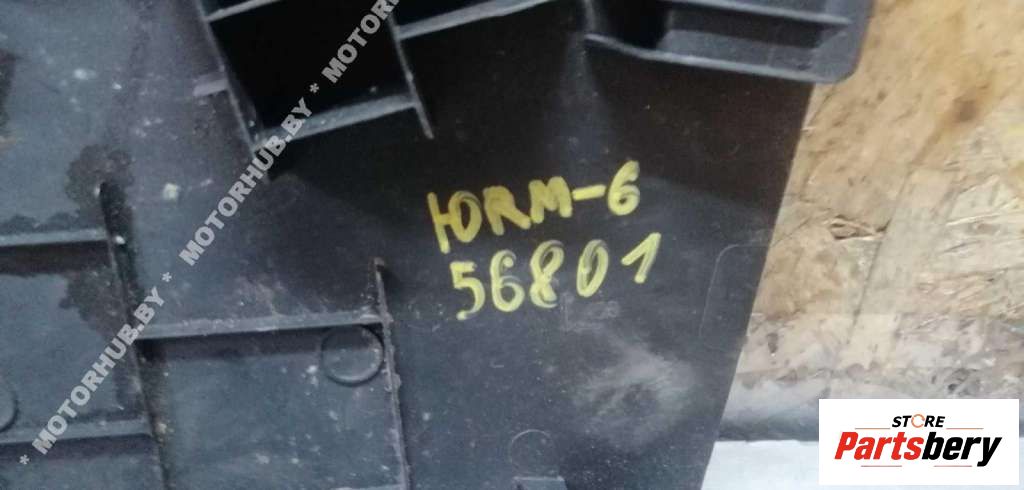 * MOTORHUB.BY * MOTORHUB.BY * MOTOR
ЮRM-6
56801
STORE
Partsbery